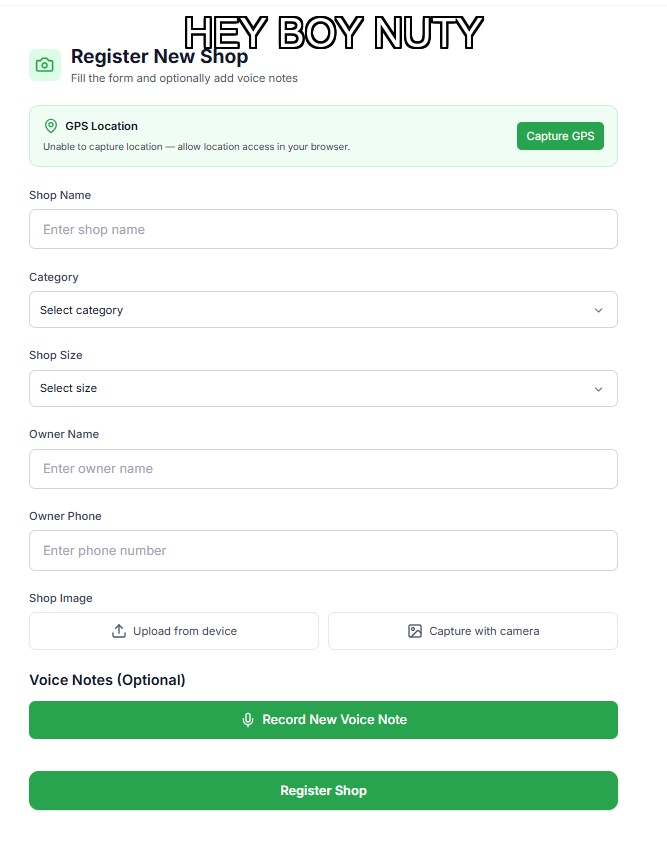 HEY BOY NUTY
Register New Shop
Fill the form and optionally add voice notes
GPS Location
Unable to capture location — allow location access in your browser.
Capture GPS
Shop Name
Enter shop name
Category
Select category
Shop Size
Select size
Owner Name
Enter owner name
Owner Phone
Enter phone number
Shop Image
Upload from device
Capture with camera
Voice Notes (Optional)
Record New Voice Note
Register Shop